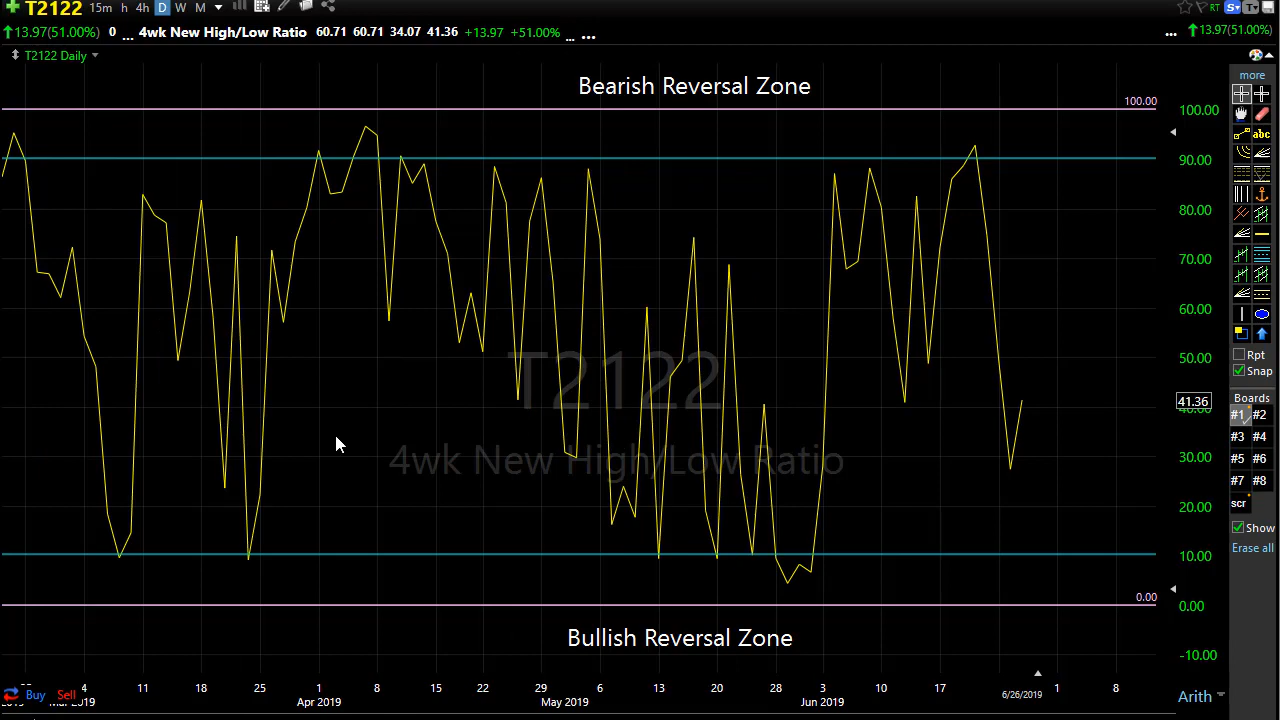 T2122 15m h 4h D W M RT S T
13.97(51.00%) 0 ... 4wk New High/Low Ratio 60.71 60.71 34.07 41.36 +13.97 +51.00% ... ... ... 13.97(51.00%)
T2122 Daily
more
Bearish Reversal Zone
100.00
100.00
abc
90.00
80.00
70.00
60.00
50.00
Rpt
Snap
T2122
Boards
41.36
#1 #2
#3 #4
4wk New High/Low Ratio
30.00
#5 #6
#7 #8
20.00
scr
Show
10.00
Erase all
0.00
0.00
Bullish Reversal Zone
-10.00
Buy Sell
4 11 18 25 1 8 15 22 29 6 13 20 28 3 10 17 6/26/2019 1 8
Apr 2019 May 2019 Jun 2019
Arith